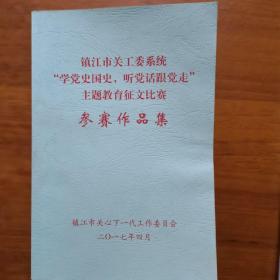 镇江市关工委系统
“学党史国史，听党话跟党走”
主题教育征文比赛
参赛作品集
镇江市关心下一代工作委员会
二〇一七年四月